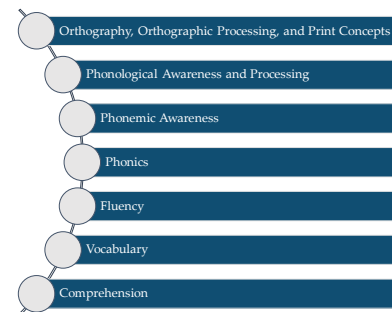 Orthography, Orthographic Processing, and Print Concepts
Phonological Awareness and Processing
Phonemic Awareness
Phonics
Fluency
Vocabulary
Comprehension